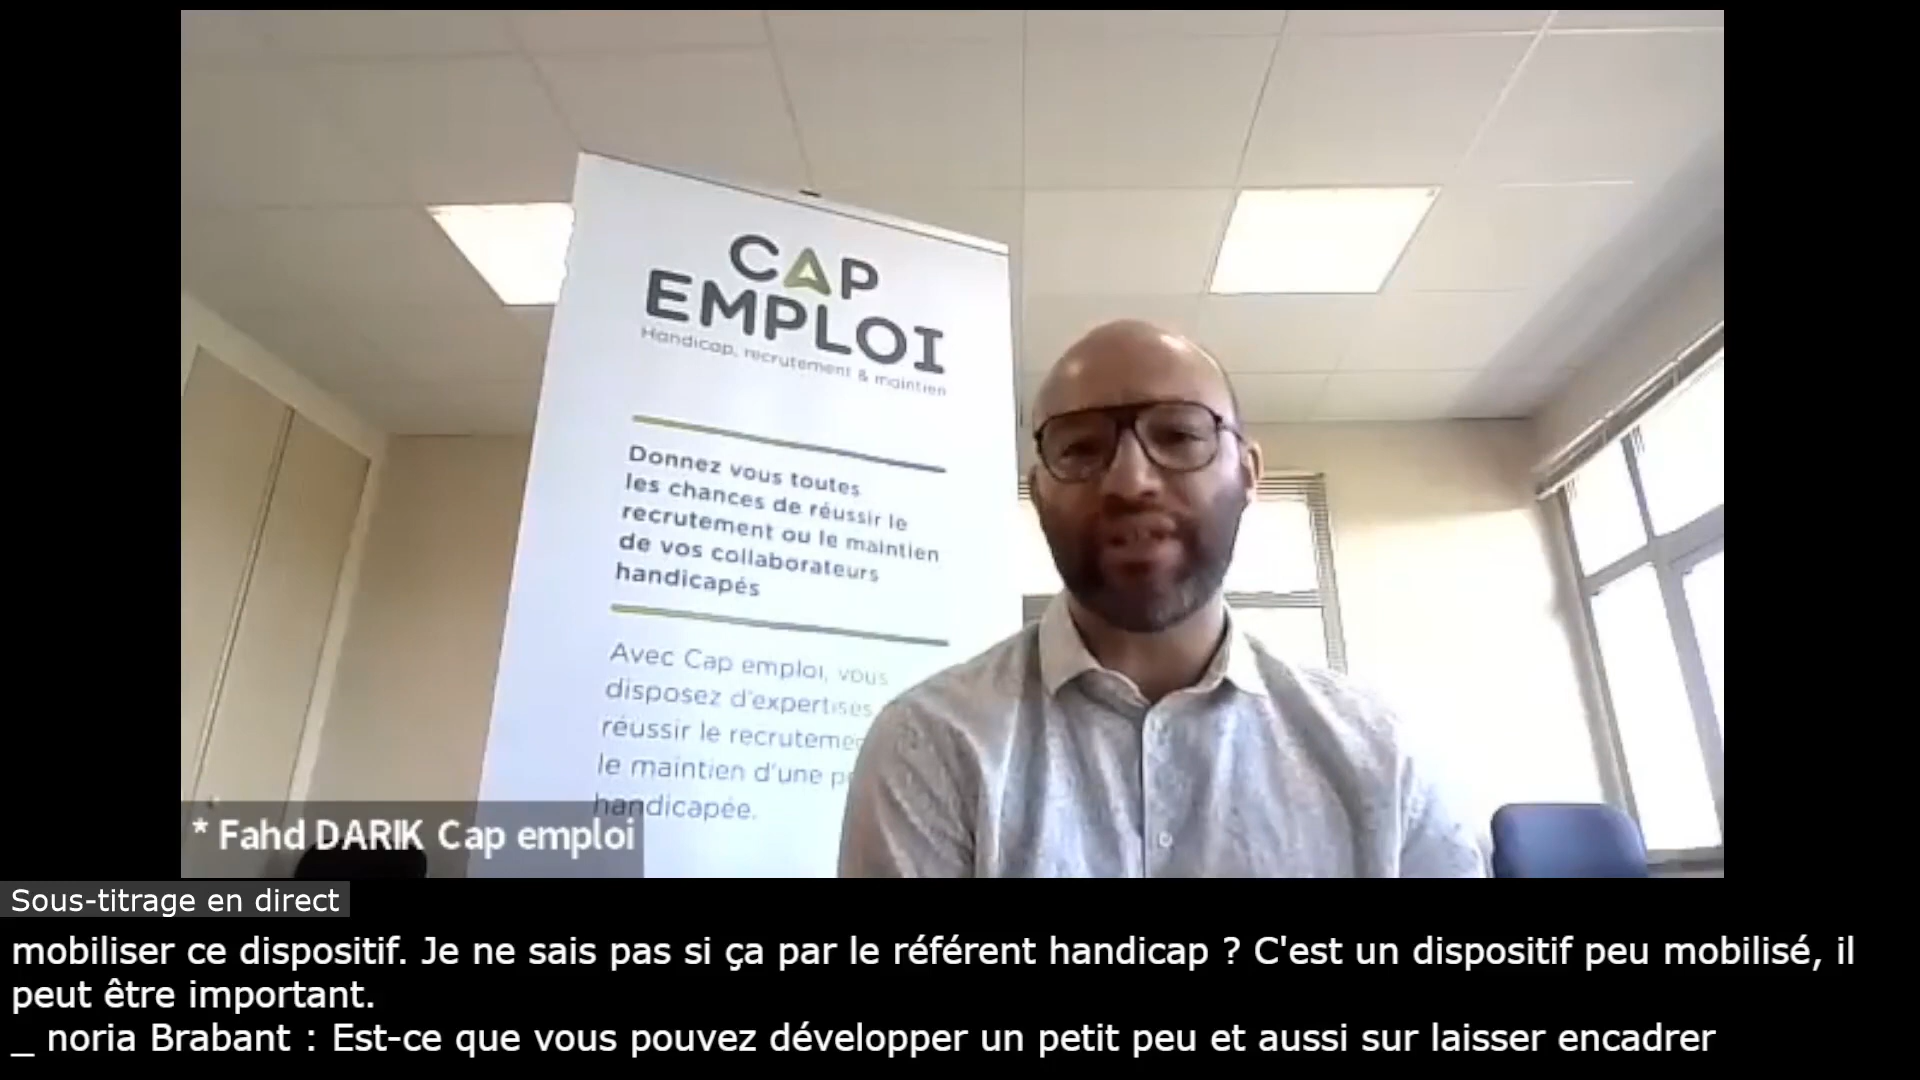 CAP
EMPLOI
Handicap, recrutement & maintien
Donnez vous toutes
les chances de réussir le
recrutement ou le maintien
de vos collaborateurs
handicapés
Avec Cap emploi, vous
disposez d'expertises
réussir le
le maintien d'une
handicapée.
* Fahd DARIK Cap emploi
Sous-titrage en direct
mobiliser ce dispositif. Je ne sais pas si ça par le référent handicap ? C'est un dispositif peu mobilisé, il
peut être important.
_ noria Brabant : Est-ce que vous pouvez développer un petit peu et aussi sur laisser encadrer